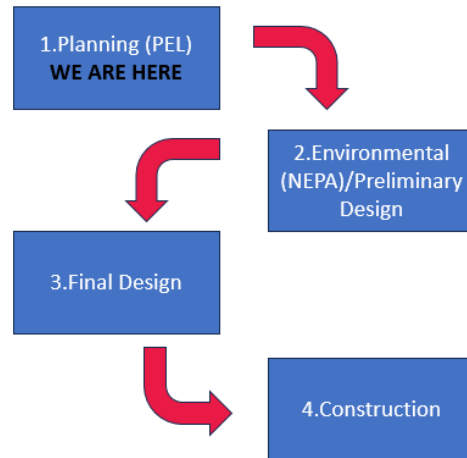 1.Planning (PEL)
WE ARE HERE
2.Environmental
(NEPA)/Preliminary
Design
3.Final Design
4.Construction